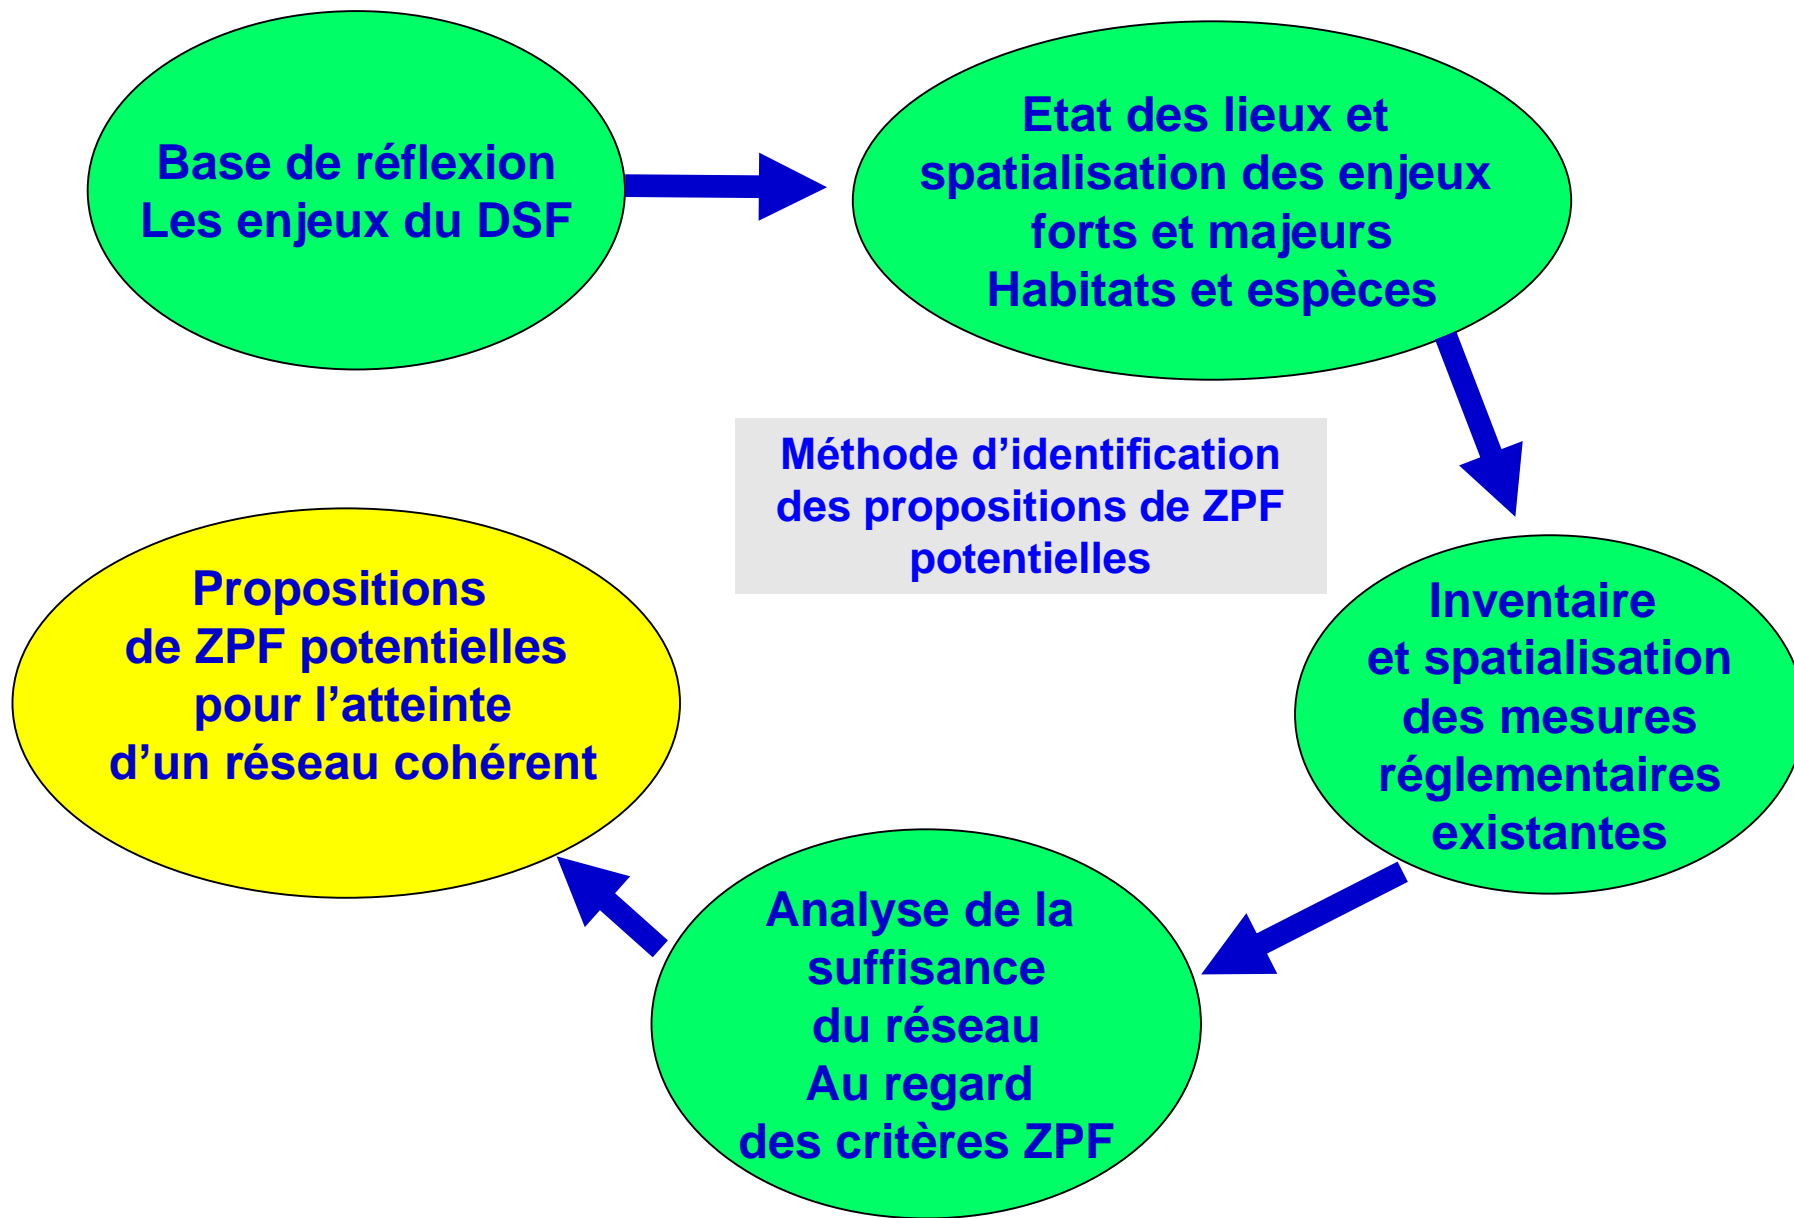 Base de réflexion
Les enjeux du DSF
Etat des lieux et
spatialisation des enjeux
forts et majeurs
Habitats et espèces
Méthode d’identification
des propositions de ZPF
potentielles
Inventaire
et spatialisation
des mesures
réglementaires
existantes
Analyse de la
suffisance
du réseau
Au regard
des critères ZPF
Propositions
de ZPF potentielles
pour l’atteinte
d’un réseau cohérent